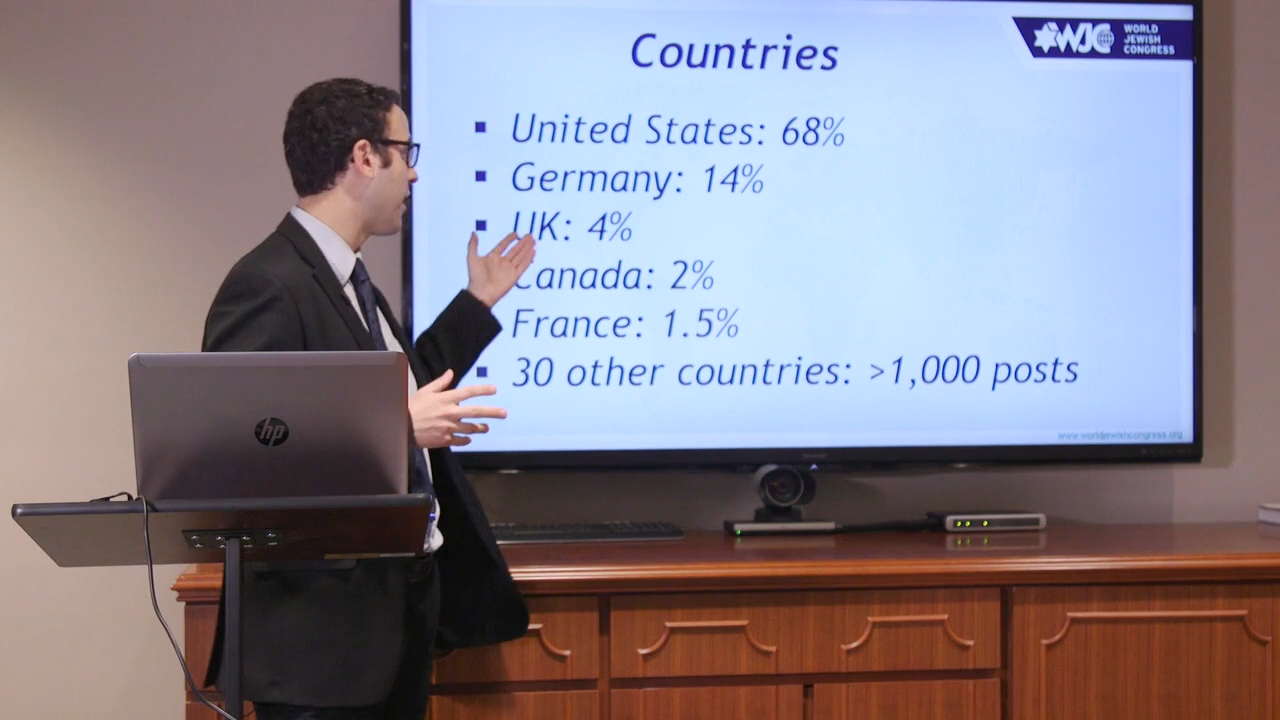 Countries
WJC WORLD JEWISH CONGRESS
United States: 68%
Germany: 14%
UK: 4%
Canada: 2%
France: 1.5%
30 other countries: >1,000 posts
www.worldjewishcongress.org
hp